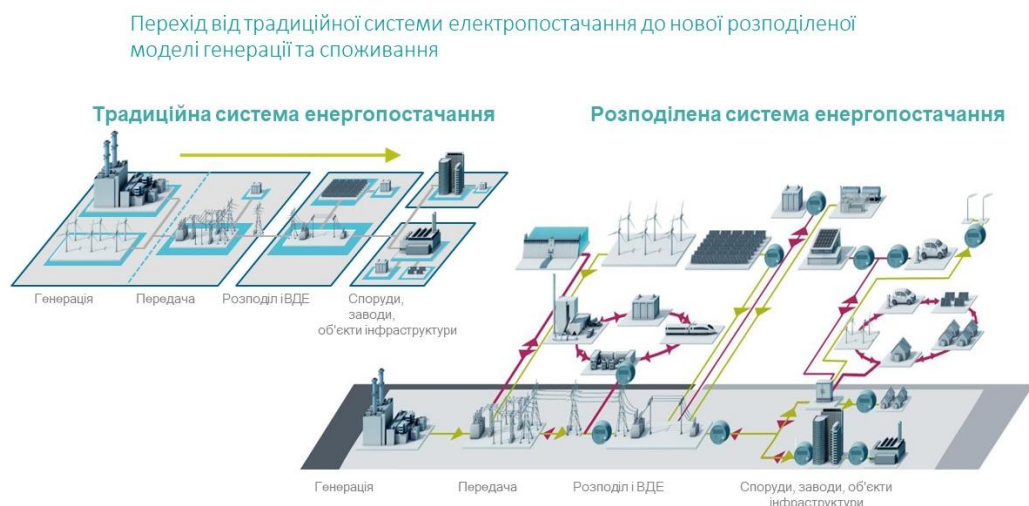 Перехід від традиційної системи електропостачання до нової розподіленої
моделі генерації та споживання
Традиційна система енергопостачання
Розподілена система енергопостачання
Генерація
Передача
Розподіл і ВДЕ
Споруди,
заводи,
об'єкти інфраструктури
Генерація
Передача
Розподіл і ВДЕ
Споруди, заводи, об'єкти
інфраструктури